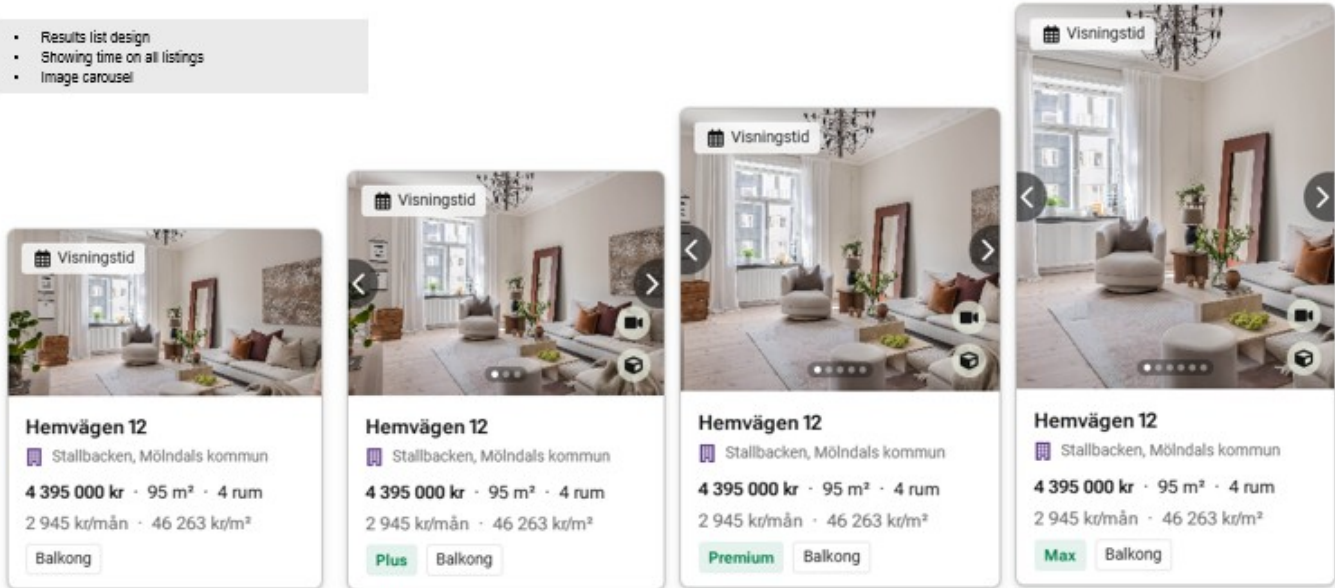 Results list design
Showing time on all listings
Image carousel
Visningstid
Hemvägen 12
Stallbacken, Mölndals kommun
4 395 000 kr · 95 m² · 4 rum
2 945 kr/mån · 46 263 kr/m²
Balkong
Visningstid
Hemvägen 12
Stallbacken, Mölndals kommun
4 395 000 kr · 95 m² · 4 rum
2 945 kr/mån · 46 263 kr/m²
Plus Balkong
Visningstid
Hemvägen 12
Stallbacken, Mölndals kommun
4 395 000 kr · 95 m² · 4 rum
2 945 kr/mån · 46 263 kr/m²
Premium Balkong
Visningstid
Hemvägen 12
Stallbacken, Mölndals kommun
4 395 000 kr · 95 m² · 4 rum
2 945 kr/mån · 46 263 kr/m²
Max Balkong